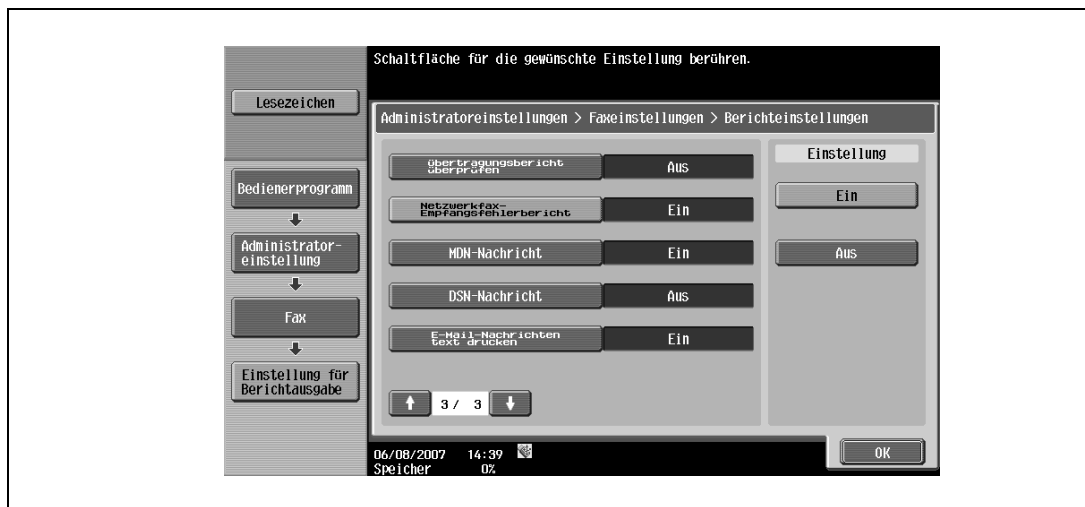 Schaltfläche für die gewünschte Einstellung berühren.
Lesezeichen
Administratoreinstellungen > Faxeinstellungen > Berichteinstellungen
Bedienerprogramm
Administrator-
einstellung
Fax
Einstellung für
Berichtausgabe
Übertragungsbericht
überprüfen
Aus
Netzwerkfax-
Empfangsfehlerbericht
Ein
MDN-Nachricht
Ein
DSN-Nachricht
Aus
E-Mail-Nachrichten
text drucken
Ein
3/ 3
Einstellung
Ein
Aus
06/08/2007 14:39
Speicher 0%
OK